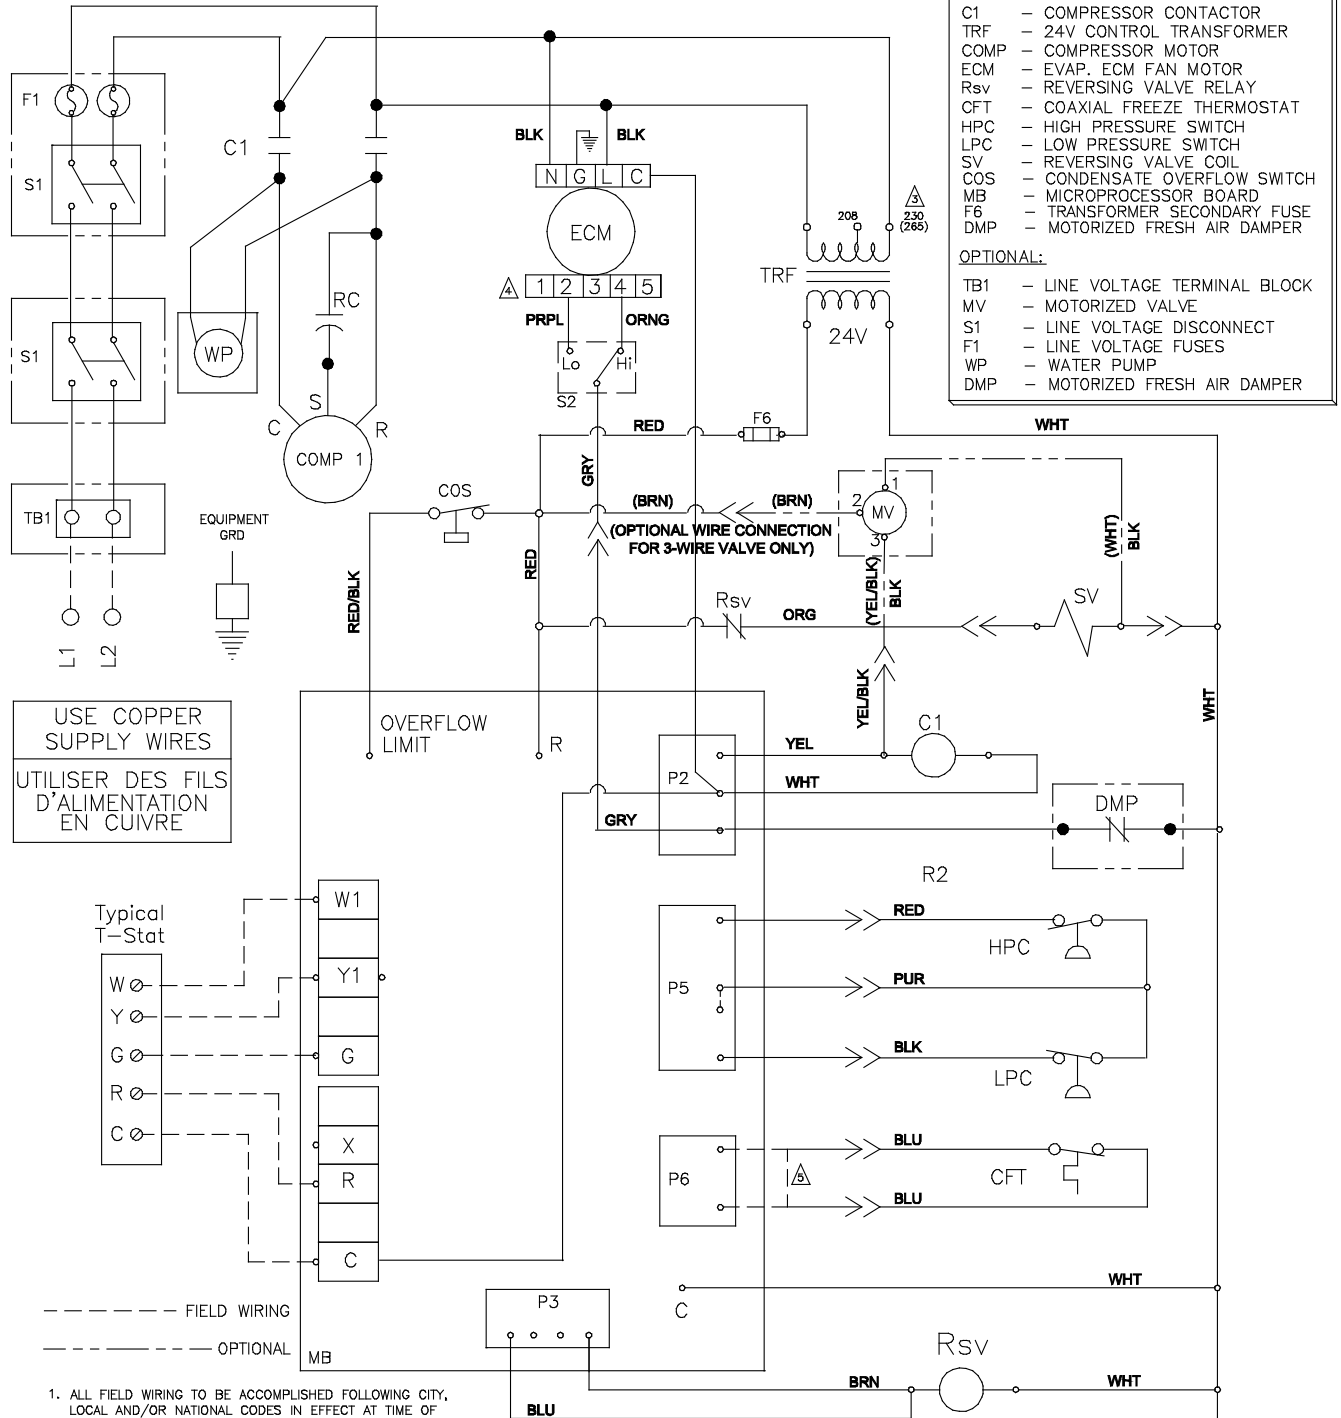 C1 – COMPRESSOR CONTACTOR
TRF – 24V CONTROL TRANSFORMER
COMP – COMPRESSOR MOTOR
ECM – EVAP. ECM FAN MOTOR
Rsv – REVERSING VALVE RELAY
CFT – COAXIAL FREEZE THERMOSTAT
HPC – HIGH PRESSURE SWITCH
LPC – LOW PRESSURE SWITCH
SV – REVERSING VALVE COIL
COS – CONDENSATE OVERFLOW SWITCH
MB – MICROPROCESSOR BOARD
F6 – TRANSFORMER SECONDARY FUSE
DMP – MOTORIZED FRESH AIR DAMPER
OPTIONAL:
TB1 – LINE VOLTAGE TERMINAL BLOCK
MV – MOTORIZED VALVE
S1 – LINE VOLTAGE DISCONNECT
F1 – LINE VOLTAGE FUSES
WP – WATER PUMP
DMP – MOTORIZED FRESH AIR DAMPER
F1
C1
BLK
BLK
S1
N G L C
ECM
208
3
230
(265)
TRF
24V
4
1 2 3 4 5
RC
PRPL
ORNG
S1
WP
Lo
Hi
S2
S
C
R
COMP 1
RED
F6
WHT
GRY
COS
(BRN)
(BRN)
1
2
MV
3
TB1
EQUIPMENT
GRD
(OPTIONAL WIRE CONNECTION
FOR 3-WIRE VALVE ONLY)
(WHT)
BLK
RED/BLK
RED
(YEL/BLK)
BLK
Rsv
ORG
SV
L1
L2
USE COPPER
SUPPLY WIRES
UTILISER DES FILS
D'ALIMENTATION
EN CUIVRE
OVERFLOW
LIMIT
R
YEL/BLK
WHT
C1
P2
YEL
WHT
GRY
DMP
R2
W1
Typical
T-Stat
RED
HPC
W
Y1
P5
PUR
Y
G
G
BLK
LPC
R
C
X
BLU
R
P6
5
CFT
BLU
C
WHT
C
FIELD WIRING
P3
OPTIONAL
MB
Rsv
BRN
WHT
BLU
1. ALL FIELD WIRING TO BE ACCOMPLISHED FOLLOWING CITY,
LOCAL AND/OR NATIONAL CODES IN EFFECT AT TIME OF